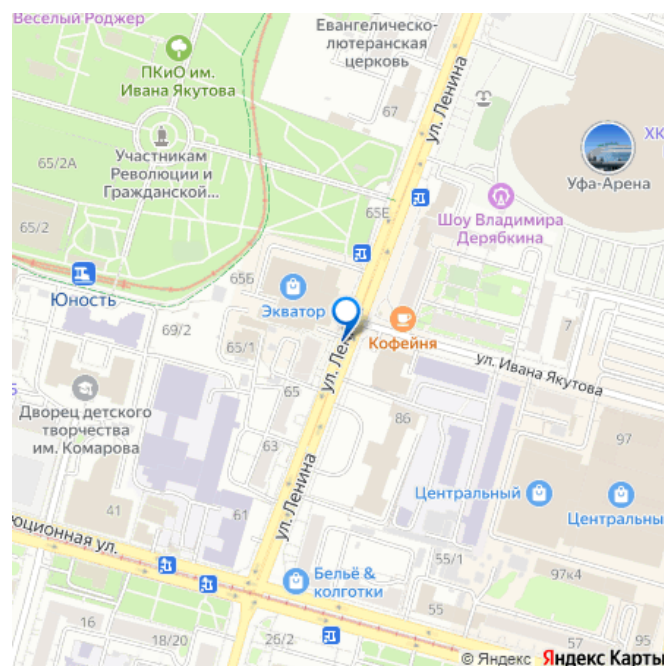 Веселый Роджер
ПКиО им.
Ивана Якутова
Евангелическо-
лютеранская
церковь
67
ул. Ленина
ХК
Уфа-Арена
65/2А
Участникам
Революции и
Гражданской...
65Е
Шоу Владимира
Дерябкина
65/2
Юность
65Б
Экватор
69/2
65/1
ул. Лен
Кофейня
7
ул. Ивана Якутова
Дворец детского
творчества
им. Комарова
65
63
86
97
Центральный
Центральны
41
61
ул. Ленина
юционная ул.
55/1
97к4
Бельё &
колготки
55
16
18/20
26/2
57
95
© Яндекс Яндекс Карты